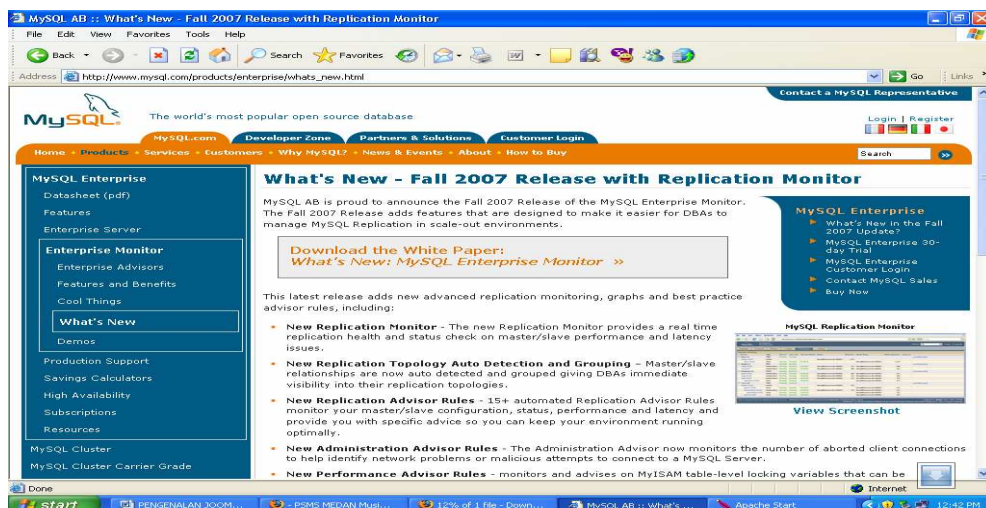 MySQL AB :: What's New - Fall 2007 Release with Replication Monitor
File Edit View Favorites Tools Help
Back Search Favorites
Address http://www.mysql.com/products/enterprise/whats_new.html Go Links
Contact a MySQL Representative
MySQL The world's most popular open source database
Login | Register
MySQL.com Developer Zone Partners & Solutions Customer Login
Home Products Services Customers Why MySQL? News & Events About How to Buy
Search
MySQL Enterprise
Datasheet (pdf)
Features
Enterprise Server
Enterprise Monitor
Enterprise Advisors
Features and Benefits
Cool Things
What's New
Demos
Production Support
Savings Calculators
High Availability
Subscriptions
Resources
MySQL Cluster
MySQL Cluster Carrier Grade
What's New - Fall 2007 Release with Replication Monitor
MySQL AB is proud to announce the Fall 2007 Release of the MySQL Enterprise Monitor.
The Fall 2007 Release adds features that are designed to make it easier for DBAs to
manage MySQL Replication in scale-out environments.
Download the White Paper:
What's New: MySQL Enterprise Monitor »
This latest release adds new advanced replication monitoring, graphs and best practice
advisor rules, including:
• New Replication Monitor - The new Replication Monitor provides a real time
replication health and status check on master/slave performance and latency
issues.
• New Replication Topology Auto Detection and Grouping – Master/slave
relationships are now auto detected and grouped giving DBAs immediate
visibility into their replication topologies.
• New Replication Advisor Rules - 15+ automated Replication Advisor Rules
monitor your master/slave configuration, status, performance and latency and
provide you with specific advice so you can keep your environment running
optimally.
• New Administration Advisor Rules - The Administration Advisor now monitors the number of aborted client connections
to help identify network problems or malicious attempts to connect to a MySQL Server.
• New Performance Advisor Rules - monitors and advises on MyISAM table-level locking variables that can be
MySQL Enterprise
What's New in the Fall
2007 Update?
MySQL Enterprise 30-
day Trial
MySQL Enterprise
Customer Login
Contact MySQL Sales
Buy Now
MySQL Replication Monitor
View Screenshot
Done Internet
start PENGENALAN JOOM... - PSMS MEDAN Musi... 12% of 1 file - Down... MySQL AB :: What's ... Apache Start 12:42 PM